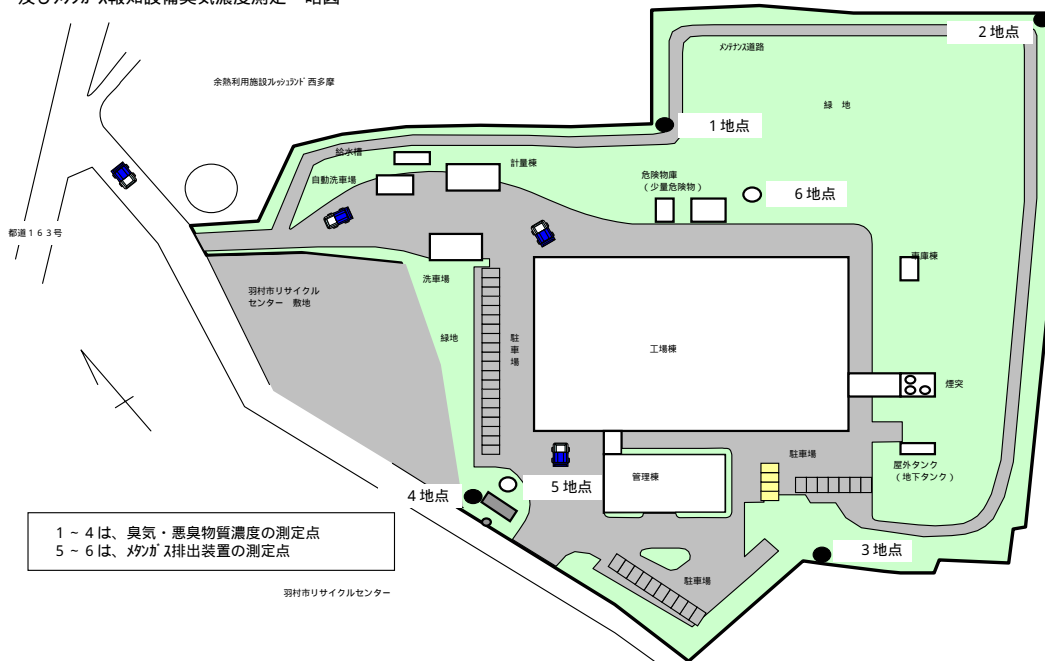 及びメタンガス報知設備臭気濃度測定 略図
2地点
メンテナンス道路
余熱利用施設フレッシュランド西多摩
緑 地
1地点
給水槽
計量棟
自動洗車場
危険物庫
(少量危険物)
6地点
都道163号
車庫棟
洗車場
羽村市リサイクル
センター 敷地
緑地
駐車場
工場棟
煙突
駐車場
屋外タンク
(地下タンク)
管理棟
5地点
4地点
1~4は、臭気・悪臭物質濃度の測定点
5~6は、メタンガス排出装置の測定点
3地点
駐車場
羽村市リサイクルセンター